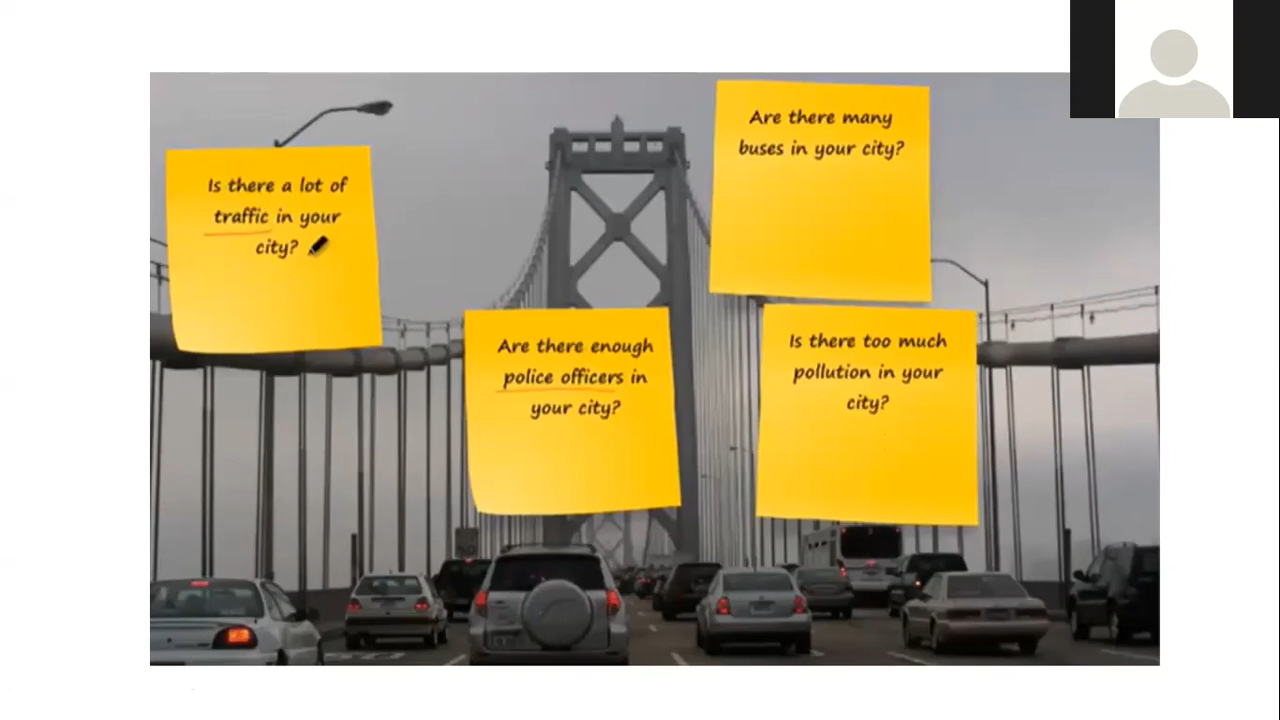 Is there a lot of
traffic in your
city?
Are there enough
police officers in
your city?
Are there many
buses in your city?
Is there too much
pollution in your
city?